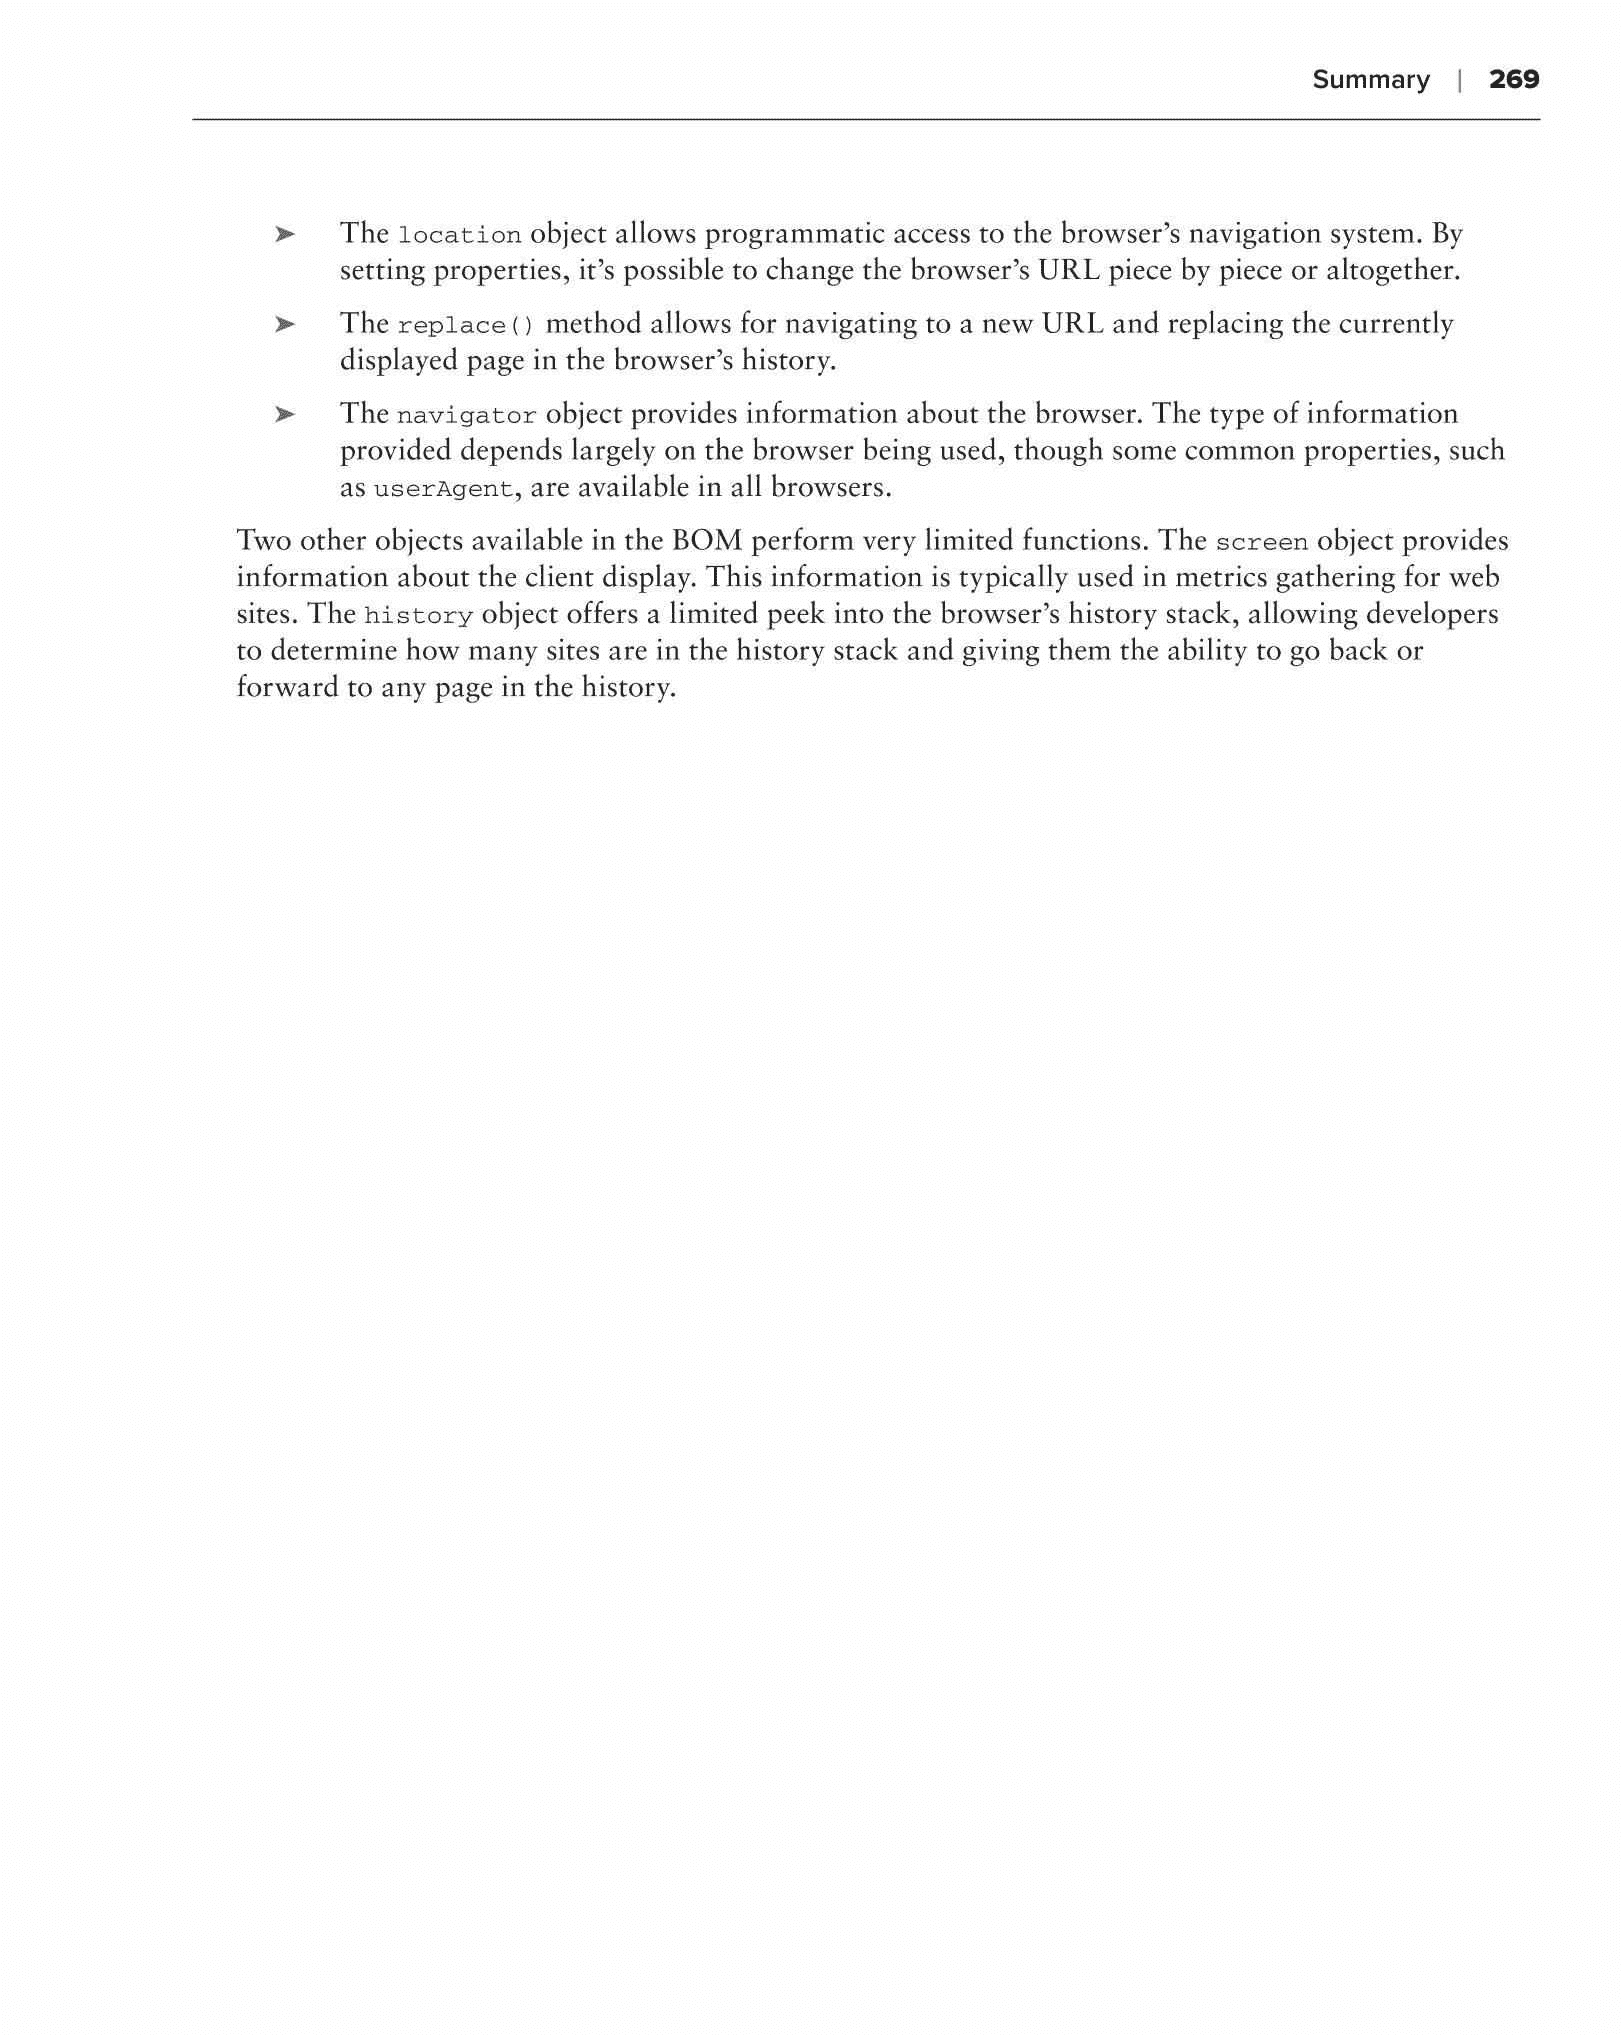 Summary | 269
➤ The location object allows programmatic access to the browser’s navigation system. By
setting properties, it’s possible to change the browser’s URL piece by piece or altogether.
➤ The replace() method allows for navigating to a new URL and replacing the currently
displayed page in the browser’s history.
➤ The navigator object provides information about the browser. The type of information
provided depends largely on the browser being used, though some common properties, such
as userAgent, are available in all browsers.
Two other objects available in the BOM perform very limited functions. The screen object provides
information about the client display. This information is typically used in metrics gathering for web
sites. The history object offers a limited peek into the browser’s history stack, allowing developers
to determine how many sites are in the history stack and giving them the ability to go back or
forward to any page in the history.